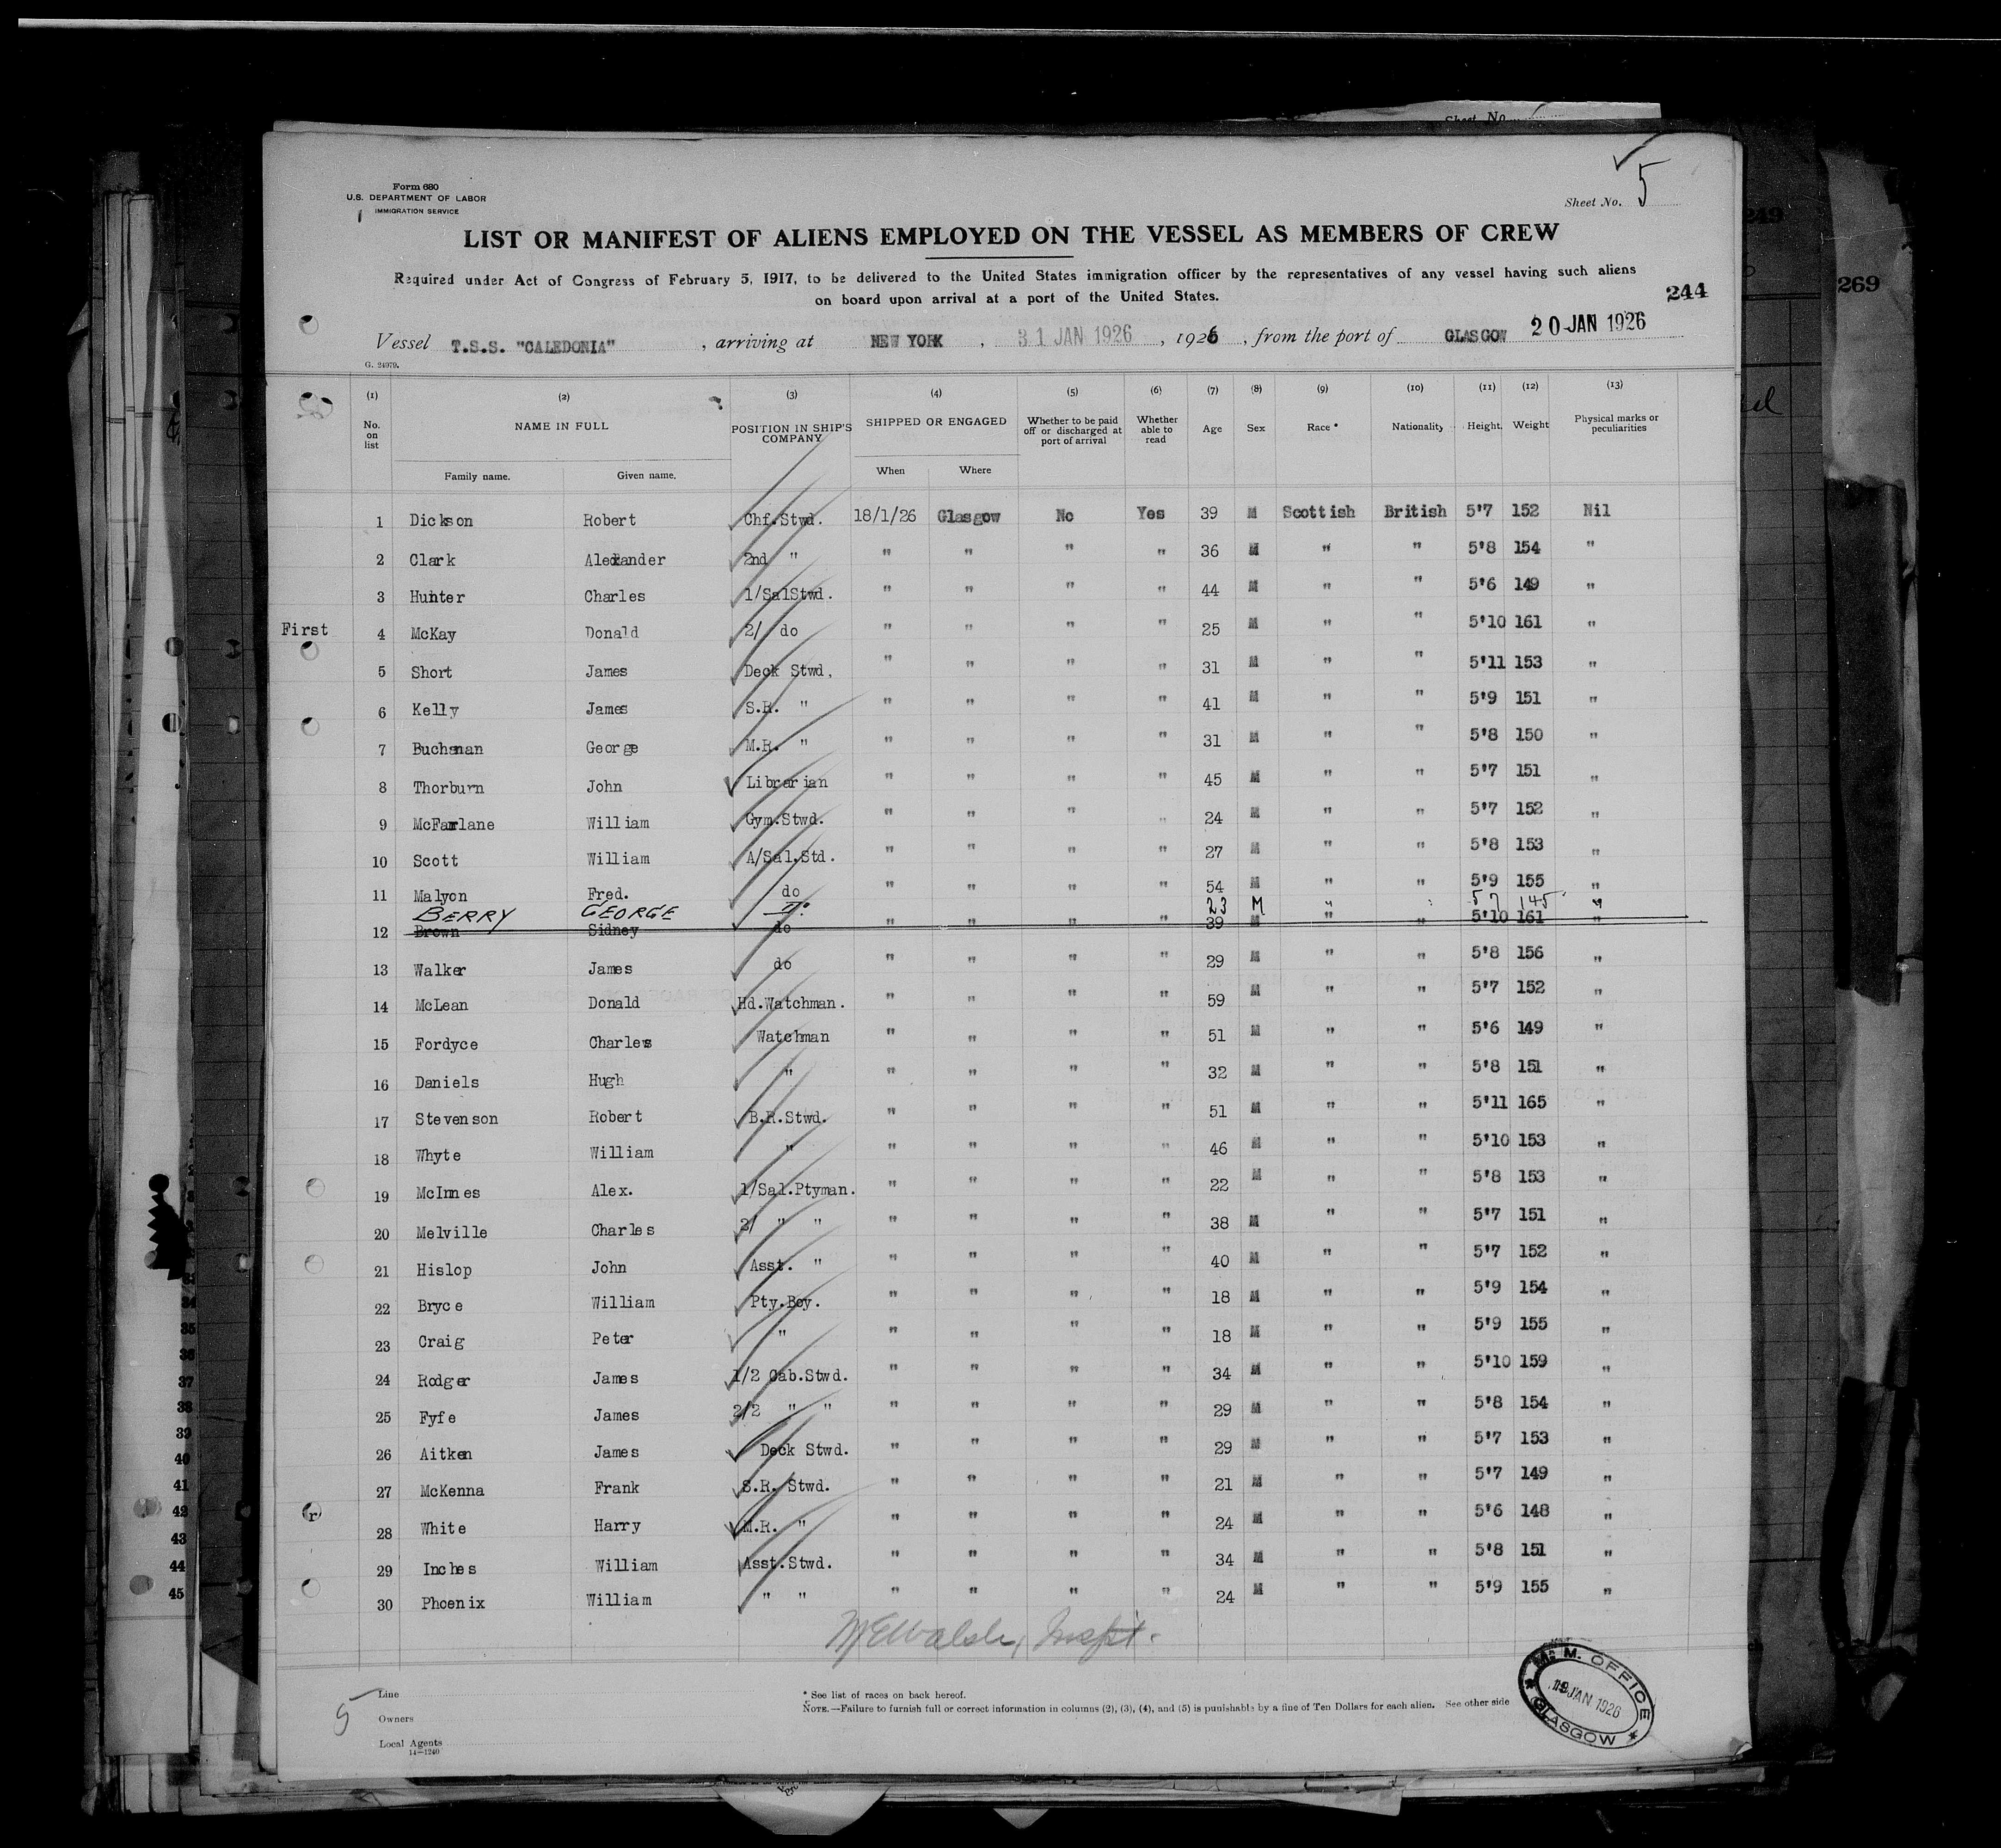 Sheet No.
Form 680
U.S. DEPARTMENT OF LABOR
IMMIGRATION SERVICE
Sheet No. 5
LIST OR MANIFEST OF ALIENS EMPLOYED ON THE VESSEL AS MEMBERS OF CREW
Required under Act of Congress of February 5, 1917, to be delivered to the United States immigration officer by the representatives of any vessel having such aliens
on board upon arrival at a port of the United States.
244
249
269
Vessel T.S.S. "CALEDONIA" , arriving at NEW YORK , 31 JAN 1926 , 1926 , from the port of GLASGOW 20 JAN 1926
G. 24979.
(1) (2) (3) (4) (5) (6) (7) (8) (9) (10) (11) (12) (13)
No. on list NAME IN FULL POSITION IN SHIP'S COMPANY SHIPPED OR ENGAGED Whether to be paid off or discharged at port of arrival Whether able to read Age Sex Race * Nationality Height Weight Physical marks or peculiarities
Family name. Given name. When Where
1 Dickson Robert Chf.Stwd. 18/1/26 Glasgow No Yes 39 M Scottish British 5'7 152 Nil
2 Clark Alexander 2nd " " " " " 36 M " " 5'8 154 "
3 Hunter Charles 1/SalStwd. " " " " 44 M " " 5'6 149 "
First 4 McKay Donald 2/ do " " " " 25 M " " 5'10 161 "
5 Short James Deck Stwd. " " " " 31 M " " 5'11 153 "
6 Kelly James S.R. " " " " " 41 M " " 5'9 151 "
7 Buchanan George M.R. " " " " " 31 M " " 5'8 150 "
8 Thorburn John Librarian " " " " 45 M " " 5'7 151 "
9 McFarlane William Gym.Stwd. " " " " 24 M " " 5'7 152 "
10 Scott William A/Sal.Std. " " " " 27 M " " 5'8 153 "
11 Malyon Fred. do " " " " 54 M " " 5'9 155 "
BERRY GEORGE Do. 23 M " " 5 7 145 "
12 Brown Sidney do " " " " 39 M " " 5'10 161 "
13 Walker James do " " " " 29 M " " 5'8 156 "
14 McLean Donald Hd.Watchman. " " " " 59 M " " 5'7 152 "
15 Fordyce Charles Watchman " " " " 51 M " " 5'6 149 "
16 Daniels Hugh " " " " " 32 M " " 5'8 151 "
17 Stevenson Robert B.R.Stwd. " " " " 51 M " " 5'11 165 "
18 Whyte William " " " " " 46 M " " 5'10 153 "
19 McInnes Alex. 1/Sal.Ptyman. " " " " 22 M " " 5'8 153 "
20 Melville Charles 2/ " " " " " " 38 M " " 5'7 151 "
21 Hislop John Asst. " " " " " 40 M " " 5'7 152 "
22 Bryce William Pty.Boy. " " " " 18 M " " 5'9 154 "
23 Craig Peter " " " " " 18 M " " 5'9 155 "
24 Rodger James 1/2 Cab.Stwd. " " " " 34 M " " 5'10 159 "
25 Fyfe James 2/2 " " " " " " 29 M " " 5'8 154 "
26 Aitken James Deck Stwd. " " " " 29 M " " 5'7 153 "
27 McKenna Frank S.R. Stwd. " " " " 21 M " " 5'7 149 "
28 White Harry M.R. " " " " " 24 M " " 5'6 148 "
29 Inches William Asst.Stwd. " " " " 34 M " " 5'8 151 "
30 Phoenix William " " " " " " 24 M " " 5'9 155 "
Walsh, Inspt.
Line
Owners
Local Agents
14—1240
5
* See list of races on back hereof.
NOTE.—Failure to furnish full or correct information in columns (2), (3), (4), and (5) is punishable by a fine of Ten Dollars for each alien. See other side
M. M. OFFICE
19 JAN 1926
GLASGOW
34
35
36
37
38
39
40
41
42
43
44
45